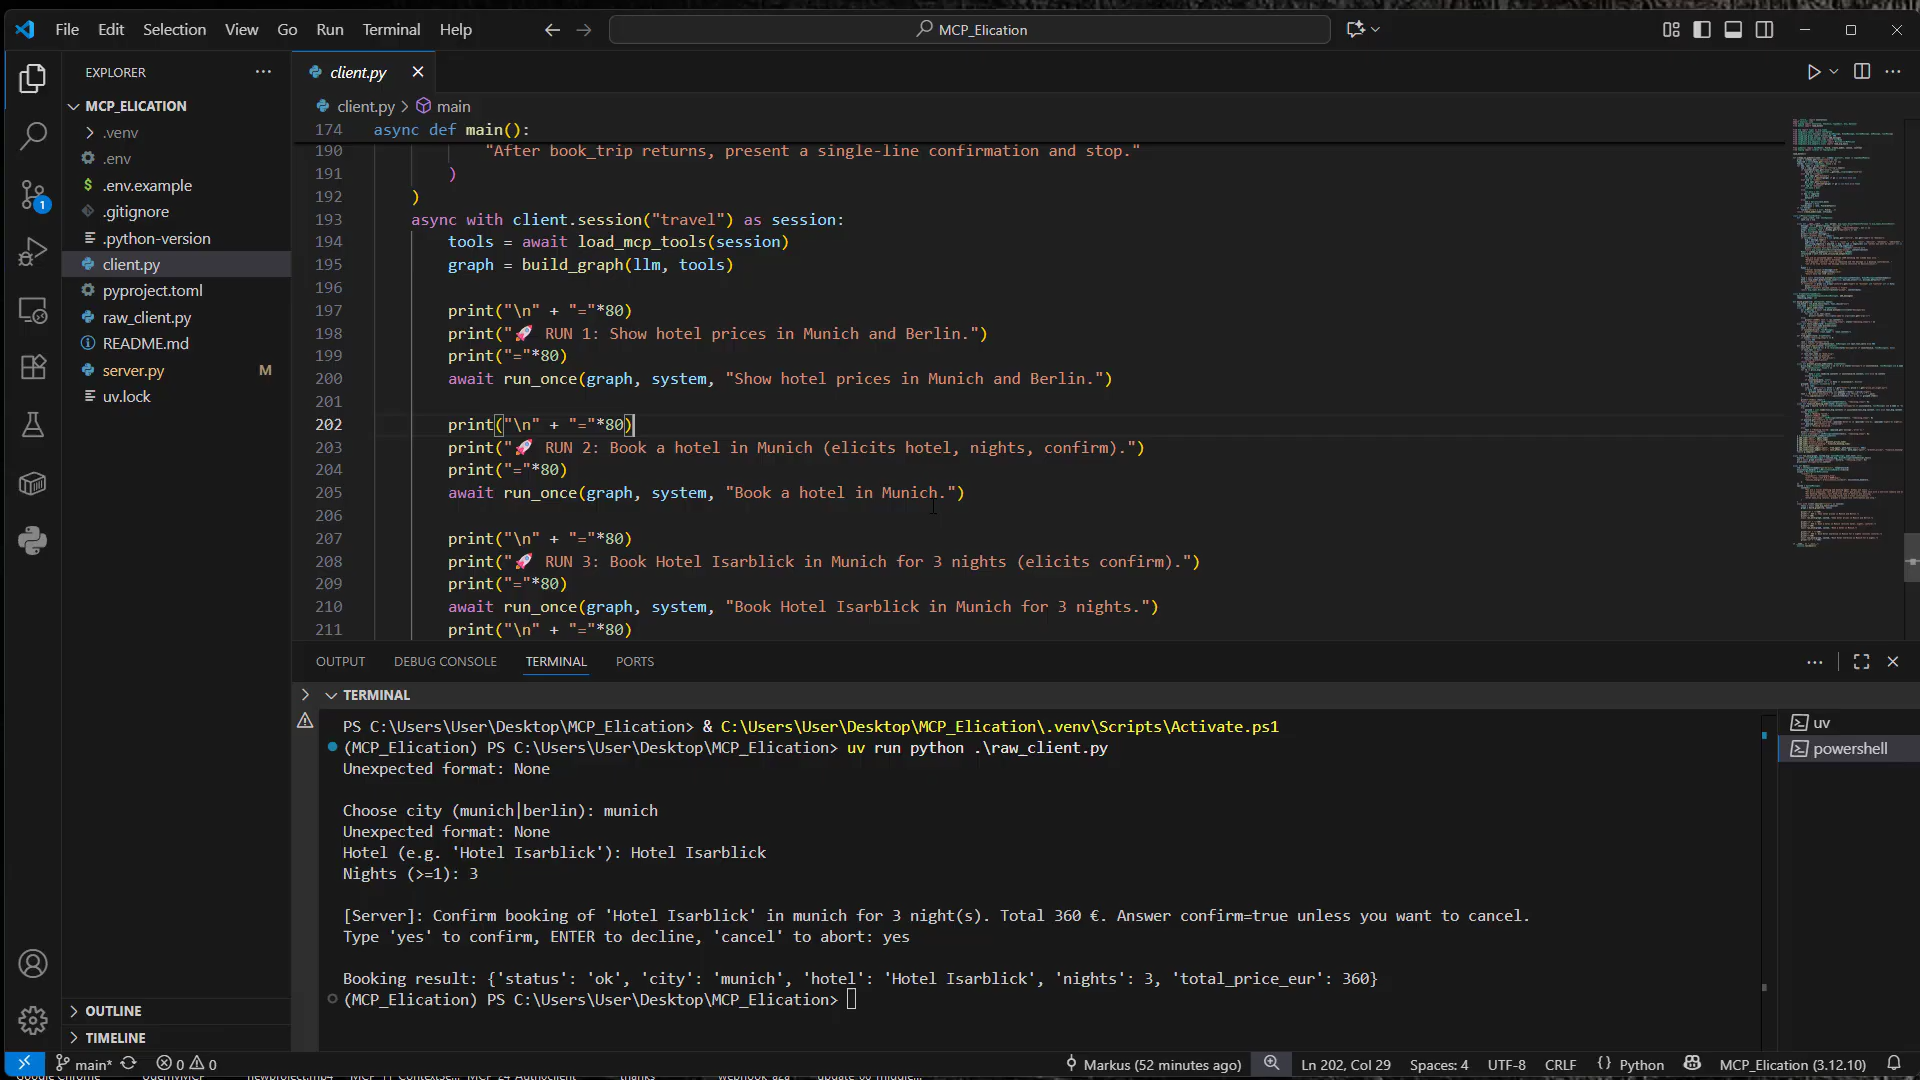 File Edit Selection View Go Run Terminal Help
MCP_Elication
EXPLORER
client.py
MCP_ELICATION
.venv
.env
.env.example
.gitignore
.python-version
client.py
pyproject.toml
raw_client.py
README.md
server.py M
uv.lock
1
client.py > main
174 async def main():
190 "After book_trip returns, present a single-line confirmation and stop."
191 )
192 )
193 async with client.session("travel") as session:
194 tools = await load_mcp_tools(session)
195 graph = build_graph(llm, tools)
196
197 print("\n" + "="*80)
198 print("🚀 RUN 1: Show hotel prices in Munich and Berlin.")
199 print("="*80)
200 await run_once(graph, system, "Show hotel prices in Munich and Berlin.")
201
202 print("\n" + "="*80)
203 print("🚀 RUN 2: Book a hotel in Munich (elicits hotel, nights, confirm).")
204 print("="*80)
205 await run_once(graph, system, "Book a hotel in Munich.")
206
207 print("\n" + "="*80)
208 print("🚀 RUN 3: Book Hotel Isarblick in Munich for 3 nights (elicits confirm).")
209 print("="*80)
210 await run_once(graph, system, "Book Hotel Isarblick in Munich for 3 nights.")
211 print("\n" + "="*80)
OUTPUT DEBUG CONSOLE TERMINAL PORTS
TERMINAL
PS C:\Users\User\Desktop\MCP_Elication> & C:\Users\User\Desktop\MCP_Elication\.venv\Scripts\Activate.ps1
(MCP_Elication) PS C:\Users\User\Desktop\MCP_Elication> uv run python .\raw_client.py
Unexpected format: None
Choose city (munich|berlin): munich
Unexpected format: None
Hotel (e.g. 'Hotel Isarblick'): Hotel Isarblick
Nights (>=1): 3
[Server]: Confirm booking of 'Hotel Isarblick' in munich for 3 night(s). Total 360 €. Answer confirm=true unless you want to cancel.
Type 'yes' to confirm, ENTER to decline, 'cancel' to abort: yes
Booking result: {'status': 'ok', 'city': 'munich', 'hotel': 'Hotel Isarblick', 'nights': 3, 'total_price_eur': 360}
(MCP_Elication) PS C:\Users\User\Desktop\MCP_Elication>
uv
powershell
OUTLINE
TIMELINE
main* 0 0 Markus (52 minutes ago) Ln 202, Col 29 Spaces: 4 UTF-8 CRLF {} Python MCP_Elication (3.12.10)